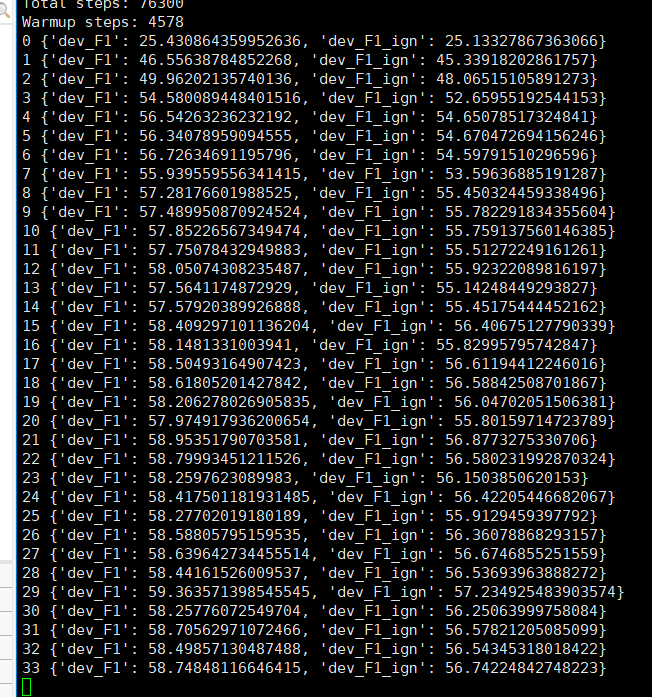 Total steps: 76300
Warmup steps: 4578
0 {'dev_F1': 25.430864359952636, 'dev_F1_ign': 25.13327867363066}
1 {'dev_F1': 46.55638784852268, 'dev_F1_ign': 45.33918202861757}
2 {'dev_F1': 49.96202135740136, 'dev_F1_ign': 48.06515105891273}
3 {'dev_F1': 54.580089448401516, 'dev_F1_ign': 52.65955192544153}
4 {'dev_F1': 56.54263236232192, 'dev_F1_ign': 54.65078517324841}
5 {'dev_F1': 56.34078959094555, 'dev_F1_ign': 54.670472694156246}
6 {'dev_F1': 56.72634691195796, 'dev_F1_ign': 54.59791510296596}
7 {'dev_F1': 55.939559556341415, 'dev_F1_ign': 53.59636885191287}
8 {'dev_F1': 57.28176601988525, 'dev_F1_ign': 55.450324459338496}
9 {'dev_F1': 57.489950870924524, 'dev_F1_ign': 55.782291834355604}
10 {'dev_F1': 57.85226567349474, 'dev_F1_ign': 55.759137560146385}
11 {'dev_F1': 57.75078432949883, 'dev_F1_ign': 55.51272249161261}
12 {'dev_F1': 58.05074308235487, 'dev_F1_ign': 55.92322089816197}
13 {'dev_F1': 57.5641174872929, 'dev_F1_ign': 55.14248449293827}
14 {'dev_F1': 57.57920389926888, 'dev_F1_ign': 55.45175444452162}
15 {'dev_F1': 58.409297101136204, 'dev_F1_ign': 56.40675127790339}
16 {'dev_F1': 58.1481331003941, 'dev_F1_ign': 55.82995795742847}
17 {'dev_F1': 58.50493164907423, 'dev_F1_ign': 56.61194412246016}
18 {'dev_F1': 58.61805201427842, 'dev_F1_ign': 56.58842508701867}
19 {'dev_F1': 58.206278026905835, 'dev_F1_ign': 56.04702051506381}
20 {'dev_F1': 57.974917936200654, 'dev_F1_ign': 55.80159714723789}
21 {'dev_F1': 58.95351790703581, 'dev_F1_ign': 56.8773275330706}
22 {'dev_F1': 58.79993451211526, 'dev_F1_ign': 56.580231992870324}
23 {'dev_F1': 58.2597623089983, 'dev_F1_ign': 56.1503850620153}
24 {'dev_F1': 58.417501181931485, 'dev_F1_ign': 56.42205446682067}
25 {'dev_F1': 58.27702019180189, 'dev_F1_ign': 55.9129459397792}
26 {'dev_F1': 58.58805795159535, 'dev_F1_ign': 56.36078868293157}
27 {'dev_F1': 58.639642734455514, 'dev_F1_ign': 56.6746855251559}
28 {'dev_F1': 58.44161526009537, 'dev_F1_ign': 56.53693963888272}
29 {'dev_F1': 59.363571398545545, 'dev_F1_ign': 57.234925483903574}
30 {'dev_F1': 58.25776072549704, 'dev_F1_ign': 56.25063999758084}
31 {'dev_F1': 58.70562971072466, 'dev_F1_ign': 56.57821205085099}
32 {'dev_F1': 58.49857130487488, 'dev_F1_ign': 56.54345318018422}
33 {'dev_F1': 58.74848116646415, 'dev_F1_ign': 56.74224842748223}